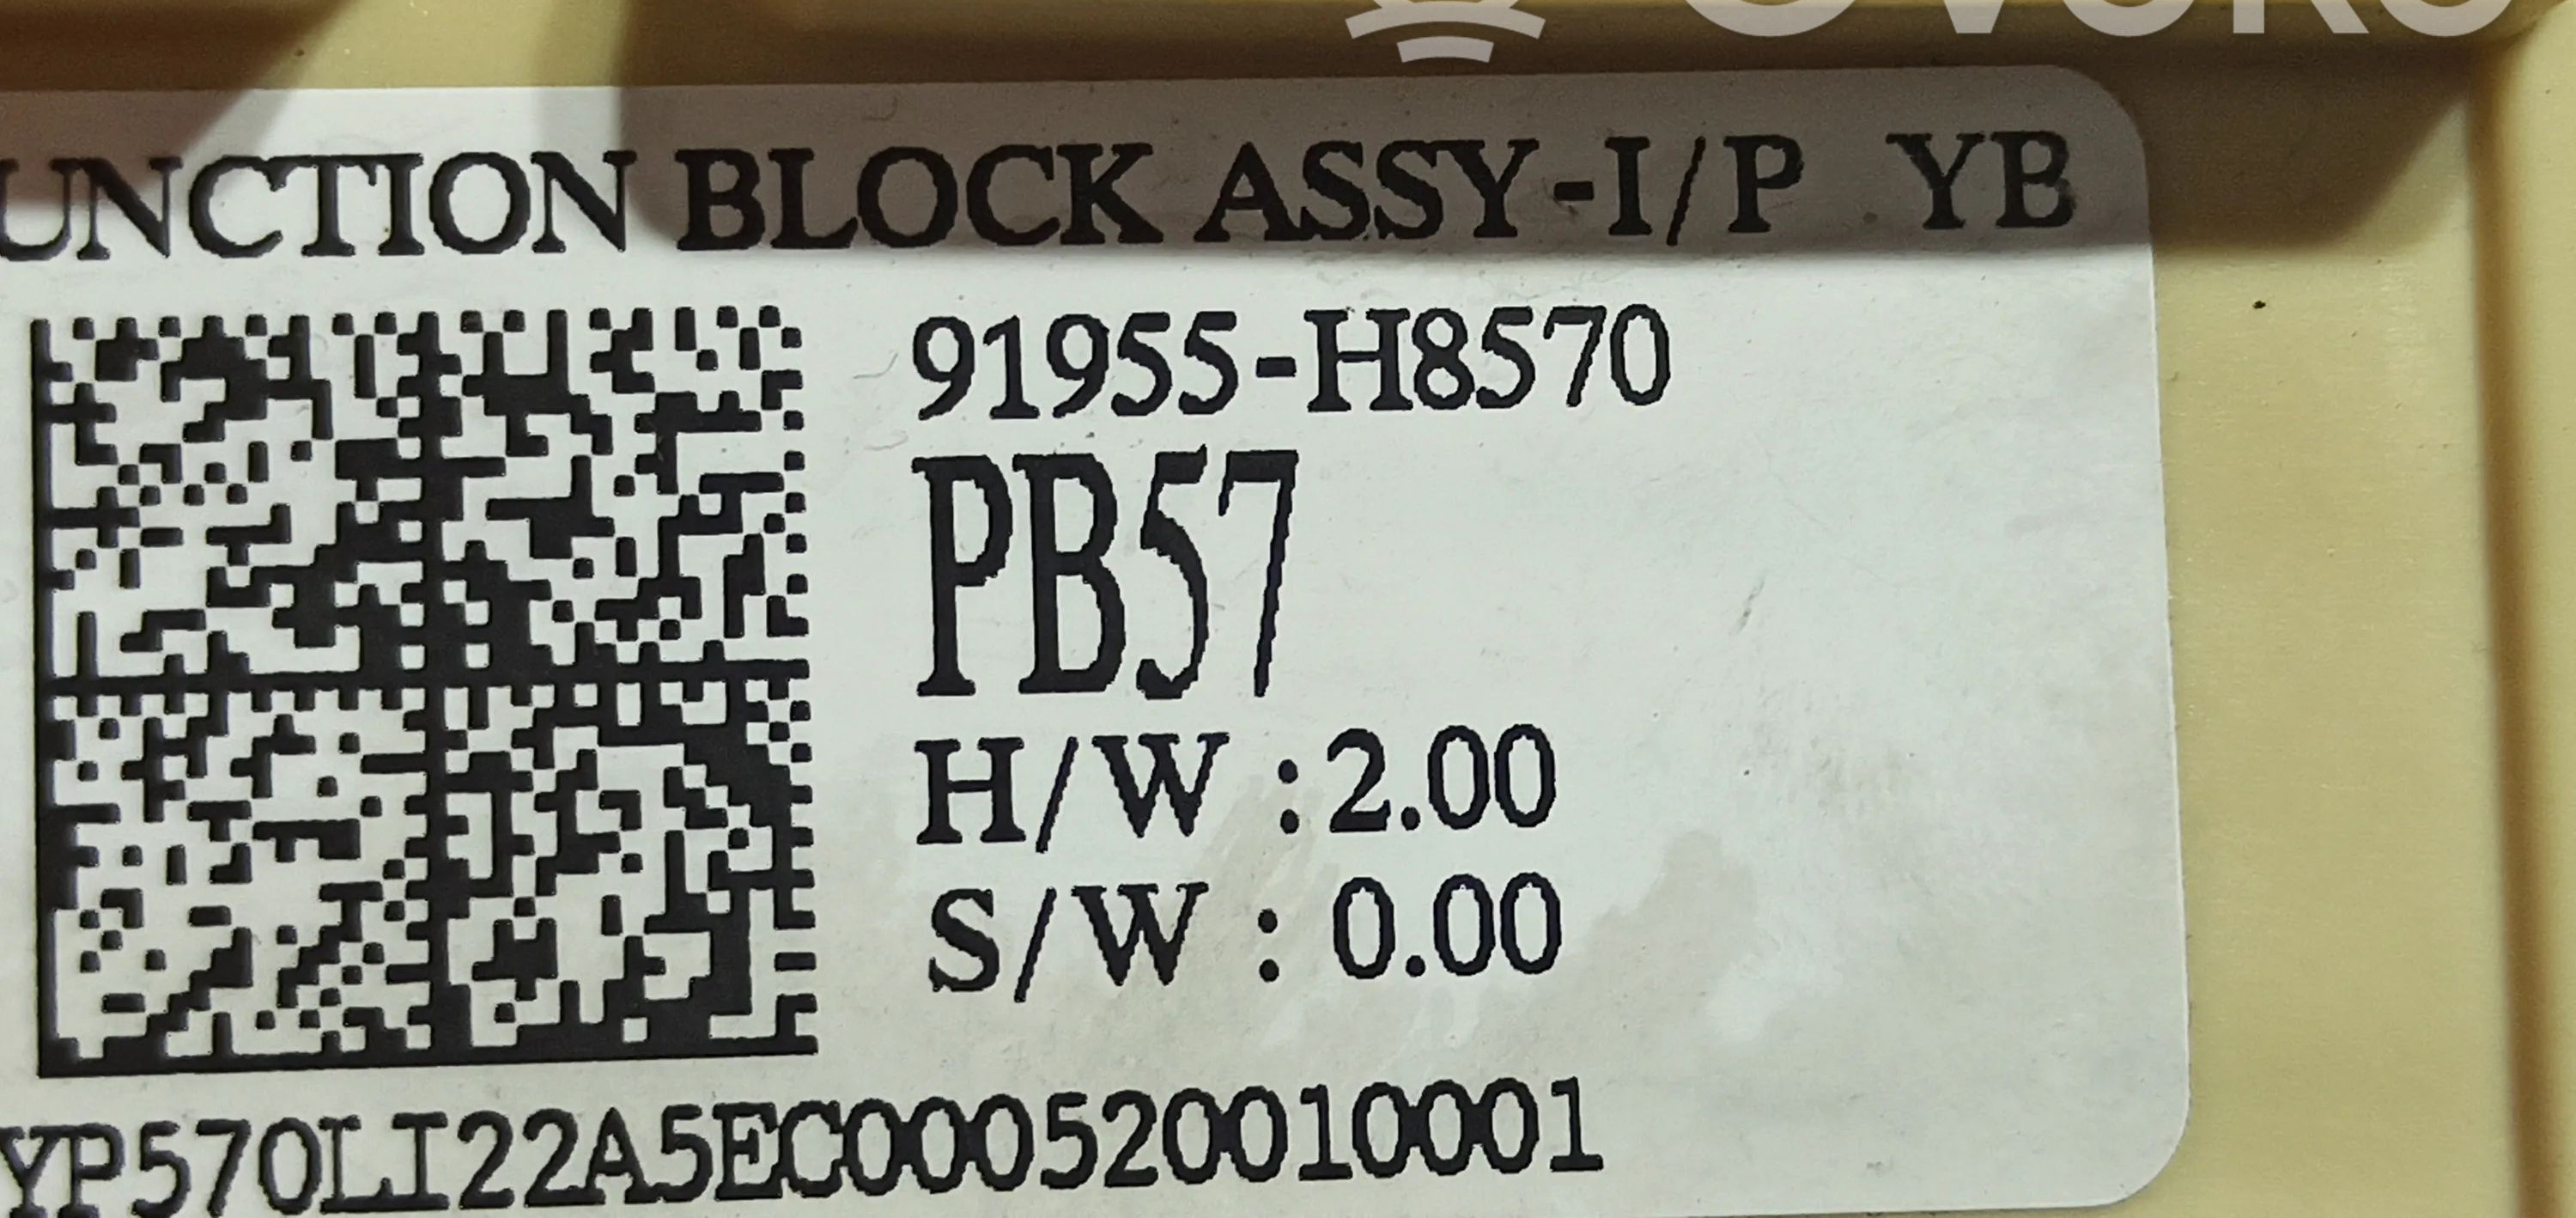 UNCTION BLOCK ASSY-I/P YB
91955-H8570
PB57
H/W :2.00
S/W : 0.00
YP570LI22A5EC000520010001